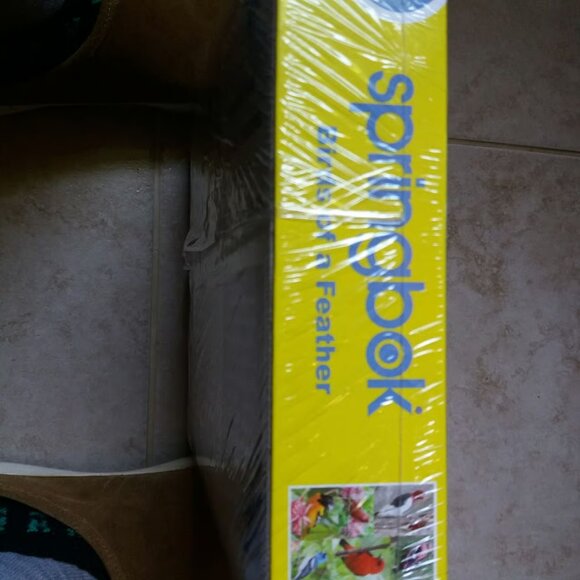 springbok
Birds of a Feather